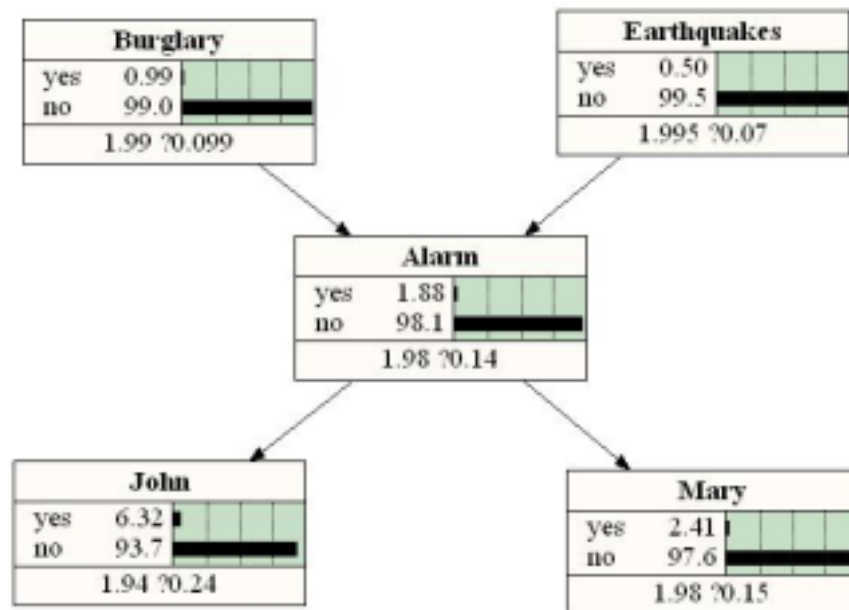 Burglary
yes 0.99
no 99.0
1.99 ?0.099
Earthquakes
yes 0.50
no 99.5
1.995 ?0.07
Alarm
yes 1.88
no 98.1
1.98 ?0.14
John
yes 6.32
no 93.7
1.94 ?0.24
Mary
yes 2.41
no 97.6
1.98 ?0.15